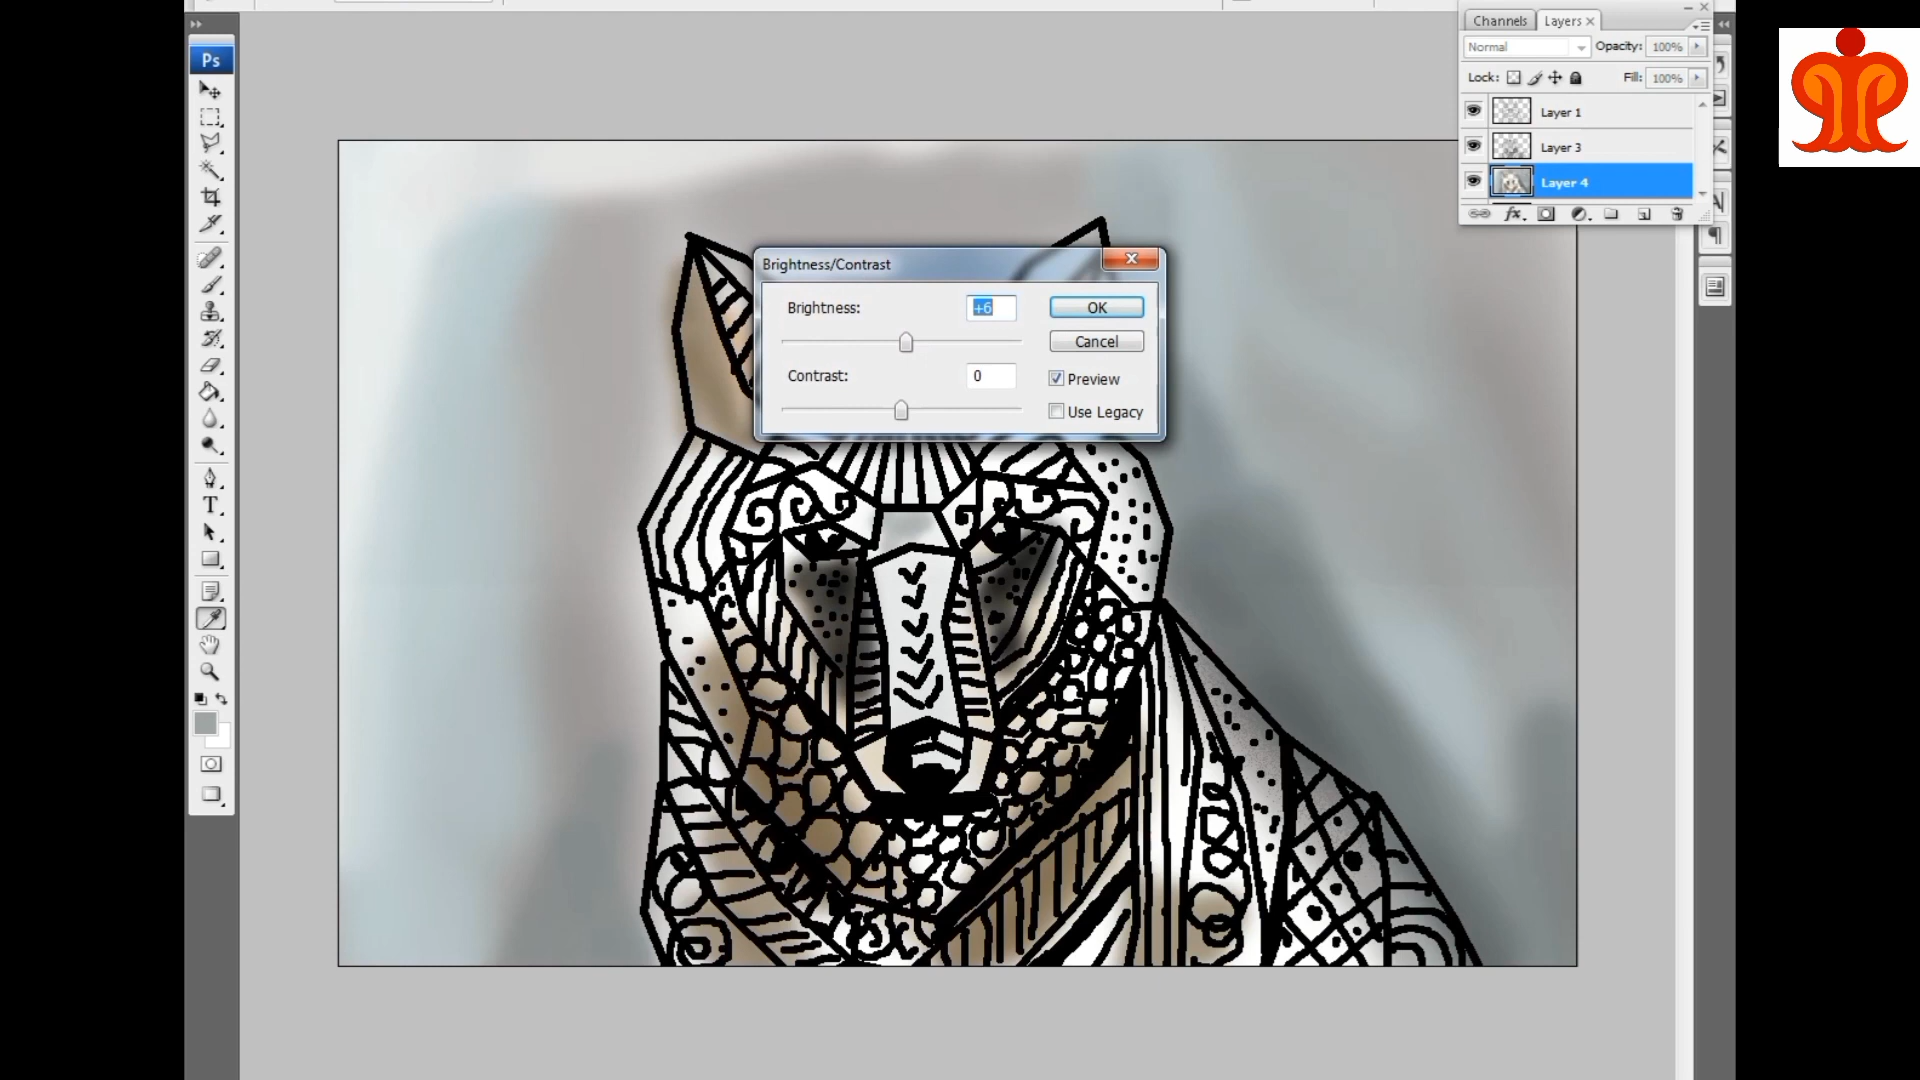 Ps
T
Channels
Layers
Normal
Opacity: 100%
Lock:
Fill: 100%
Layer 1
Layer 3
Layer 4
fx
Brightness/Contrast
Brightness: +6
OK
Cancel
Contrast: 0
Preview
Use Legacy